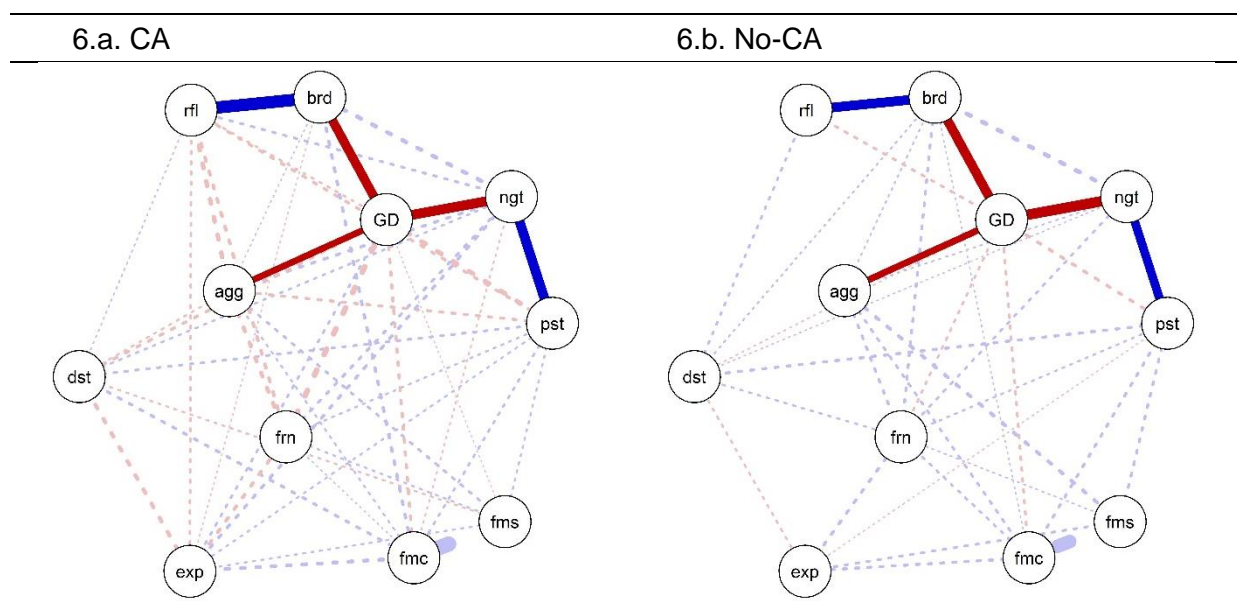 6.a. CA 6.b. No-CA
rfl brd rfl brd
ngt ngt
GD GD
agg agg
pst pst
dst dst
frn frn
fms fms
exp fmc exp fmc